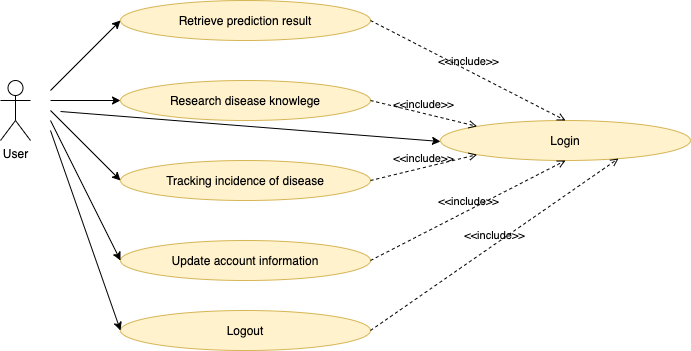 Retrieve prediction result
<<include>>
Research disease knowlege
<<include>>
Login
User
<<include>>
Tracking incidence of disease
<<include>>
<<include>>
Update account information
Logout